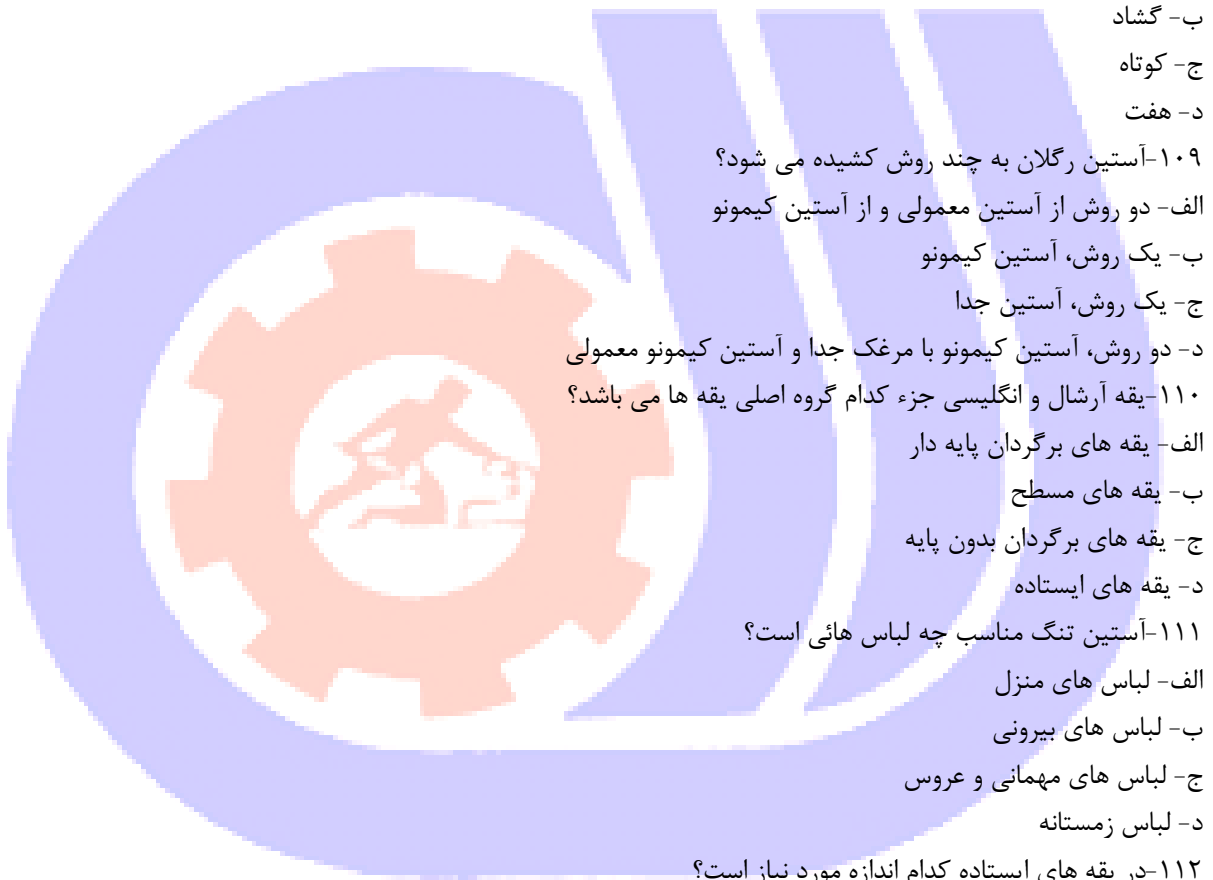 ب- گشاد
ج- کوتاه
د- هفت
۱۰۹-آستین رگلان به چند روش کشیده می شود؟
الف- دو روش از آستین معمولی و از آستین کیمونو
ب- یک روش، آستین کیمونو
ج- یک روش، آستین جدا
د- دو روش، آستین کیمونو با مرغک جدا و آستین کیمونو معمولی
۱۱۰-یقه آرشال و انگلیسی جزء کدام گروه اصلی یقه ها می باشد؟
الف- یقه های برگردان پایه دار
ب- یقه های مسطح
ج- یقه های برگردان بدون پایه
د- یقه های ایستاده
۱۱۱-آستین تنگ مناسب چه لباس هائی است؟
الف- لباس های منزل
ب- لباس های بیرونی
ج- لباس های مهمانی و عروس
د- لباس زمستانه
۱۱۲-در یقه های ایستاده کدام اندازه مورد نیاز است؟